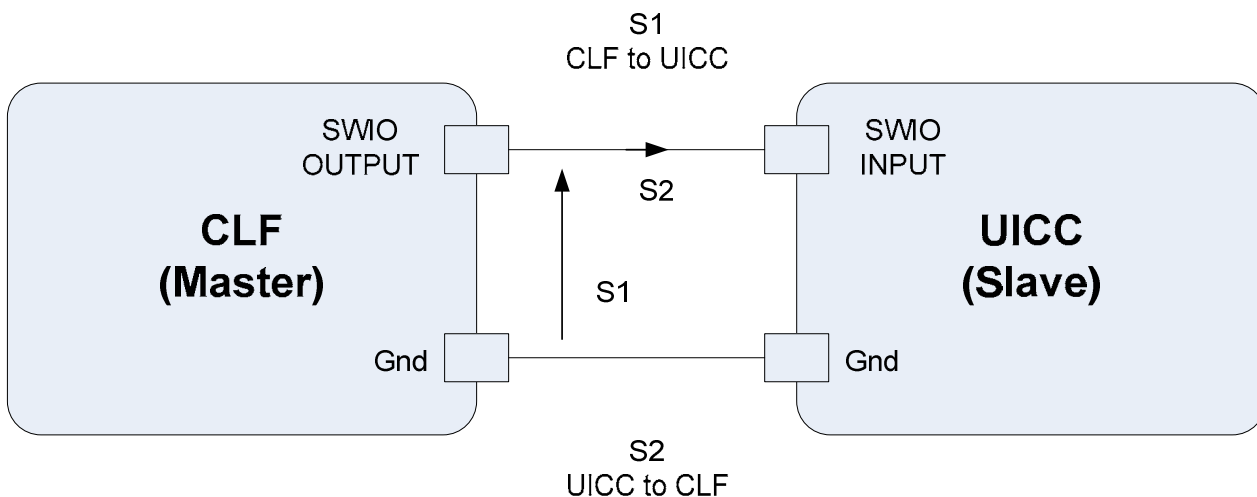 S1
CLF to UICC
SWIO
OUTPUT
SWIO
INPUT
S2
CLF
(Master)
UICC
(Slave)
S1
Gnd
Gnd
S2
UICC to CLF